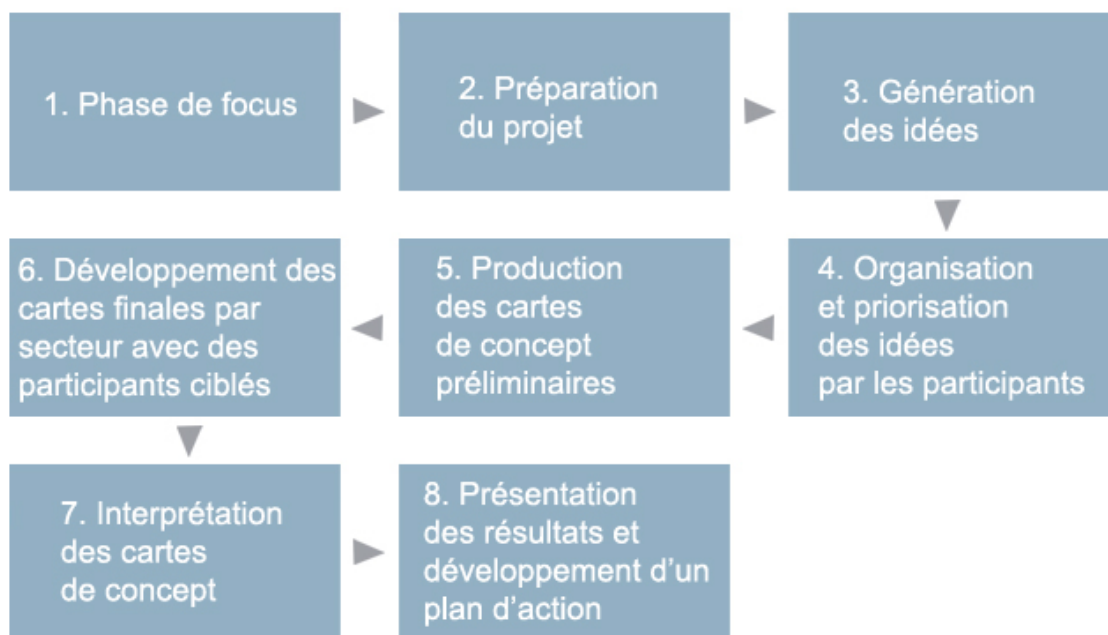 1. Phase de focus
2. Préparation
du projet
3. Génération
des idées
4. Organisation
et priorisation
des idées
par les participants
5. Production
des cartes
de concept
préliminaires
6. Développement des
cartes finales par
secteur avec des
participants ciblés
7. Interprétation
des cartes
de concept
8. Présentation
des résultats et
développement d’un
plan d’action